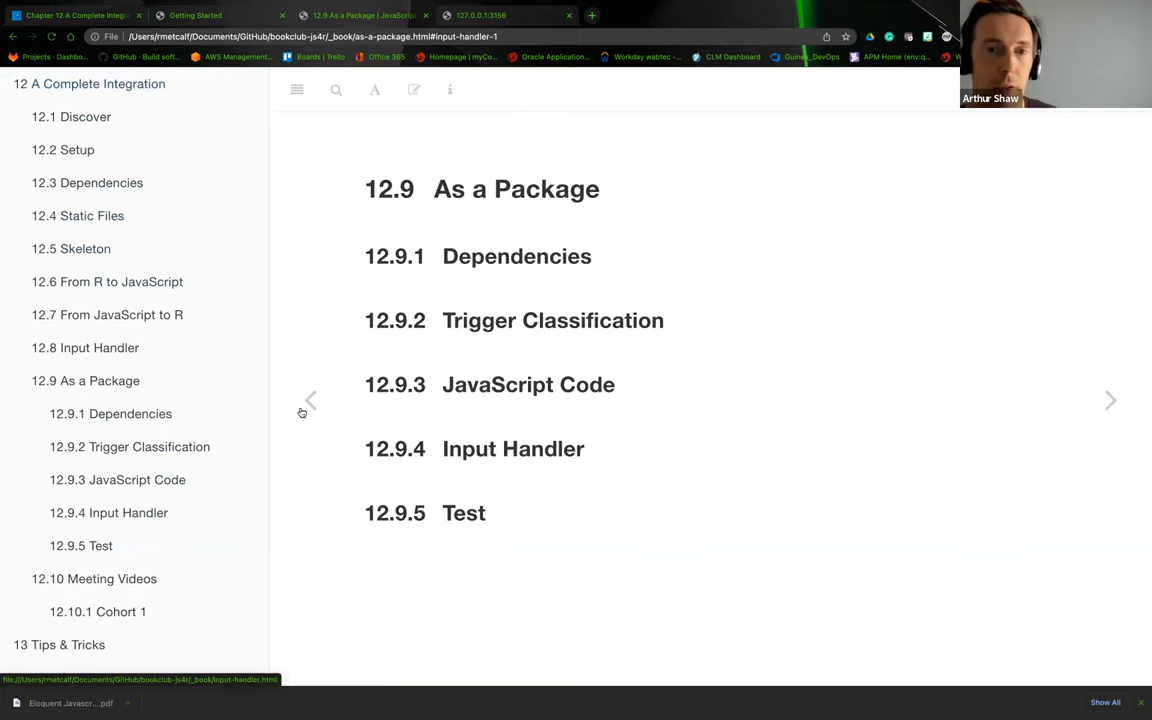 Chapter 12 A Complete Integra
Getting Started
12.9 As a Package | JavaScrip
127.0.0.1:3156
File
/Users/rmetcalf/Documents/GitHub/bookclub-js4r/_book/as-a-package.html#input-handler-1
Projects · Dashbo...
GitHub · Build soft...
AWS Management...
Boards | Trello
Office 365
Homepage | myCo...
Oracle Application...
Workday wabtec -...
CLM Dashboard
Guinea_DevOps
APM Home (env:q...
Arthur Shaw
12 A Complete Integration
12.1 Discover
12.2 Setup
12.3 Dependencies
12.4 Static Files
12.5 Skeleton
12.6 From R to JavaScript
12.7 From JavaScript to R
12.8 Input Handler
12.9 As a Package
12.9.1 Dependencies
12.9.2 Trigger Classification
12.9.3 JavaScript Code
12.9.4 Input Handler
12.9.5 Test
12.10 Meeting Videos
12.10.1 Cohort 1
13 Tips & Tricks
12.9 As a Package
12.9.1 Dependencies
12.9.2 Trigger Classification
12.9.3 JavaScript Code
12.9.4 Input Handler
12.9.5 Test
file:///Users/rmetcalf/Documents/GitHub/bookclub-js4r/_book/input-handler.html
Eloquent Javascr....pdf
Show All